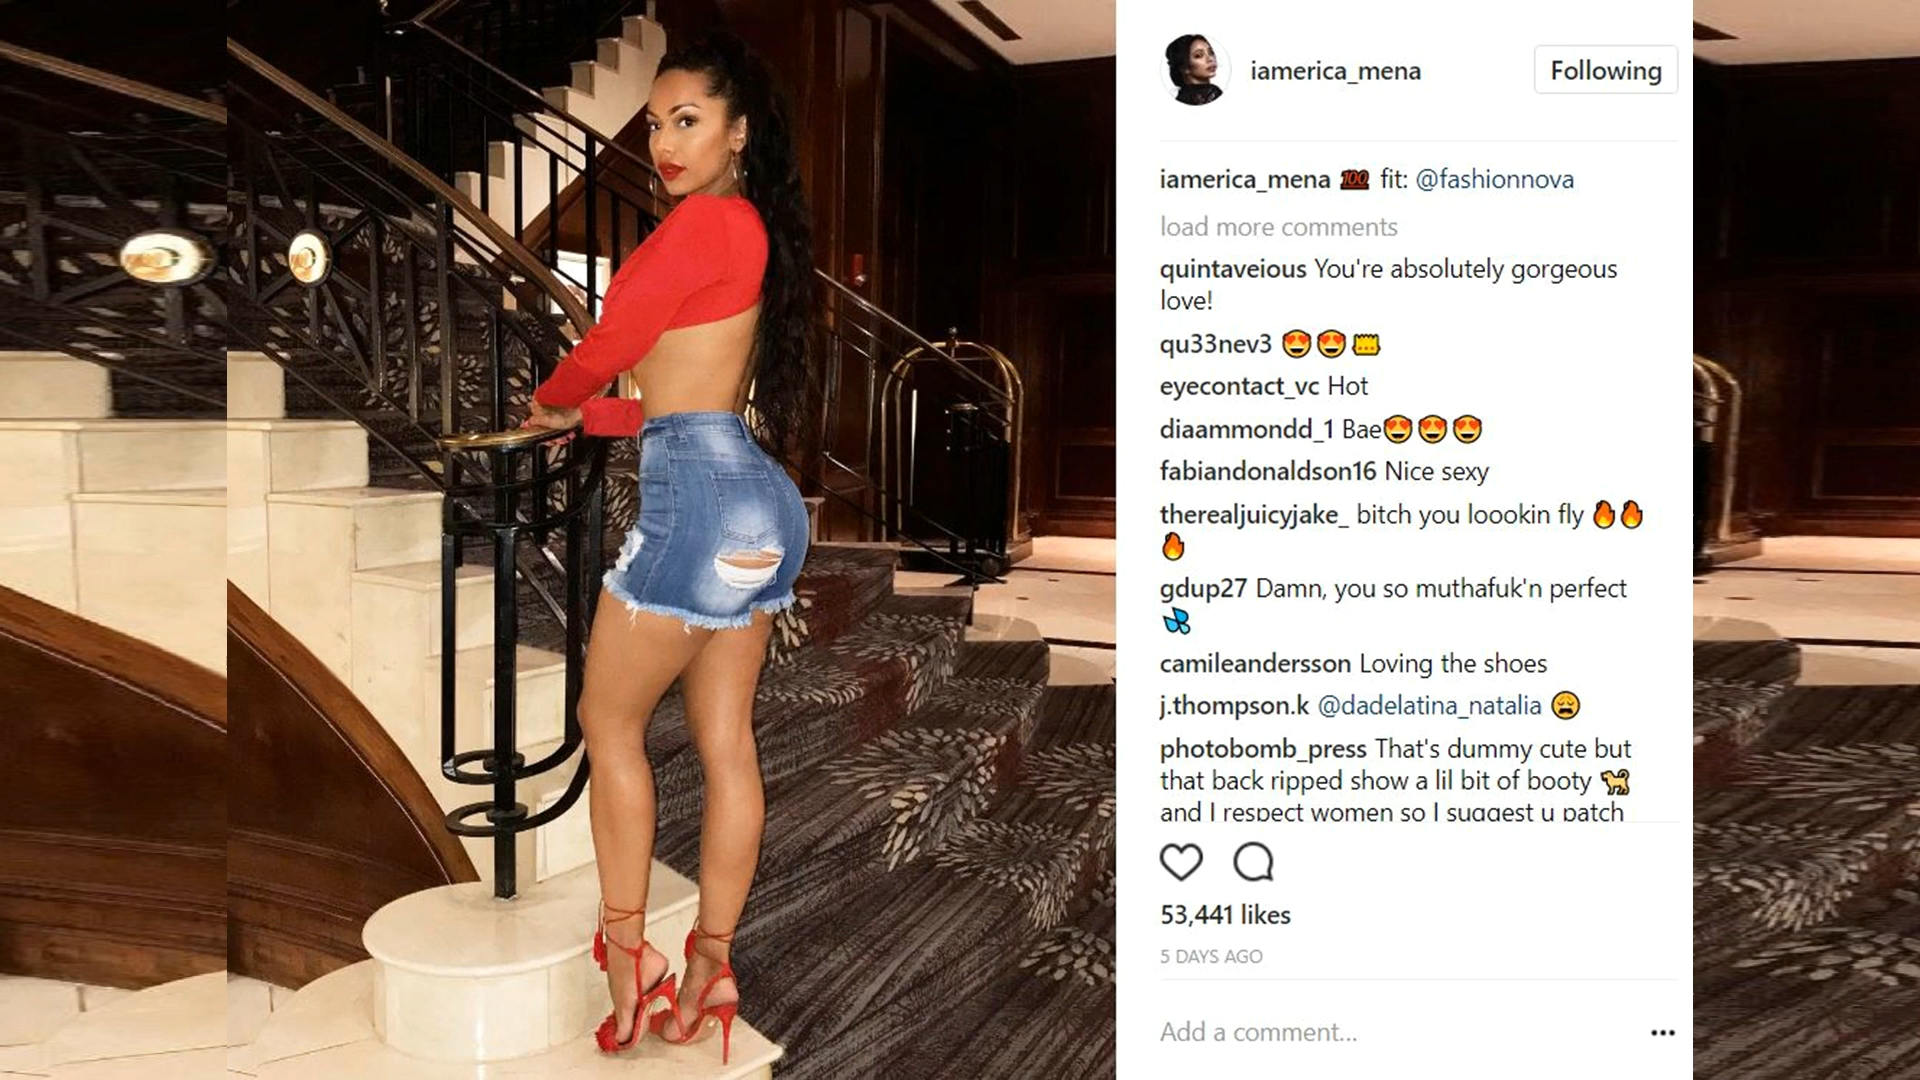 iamerica_mena
Following
iamerica_mena 💯 fit: @fashionnova
load more comments
quintaveious You're absolutely gorgeous
love!
qu33nev3 😍😍👑
eyecontact_vc Hot
diaammondd_1 Bae😍😍😍
fabiandonaldson16 Nice sexy
therealjuicyjake_ bitch you loookin fly 🔥🔥
🔥
gdup27 Damn, you so muthafuk'n perfect
💦
camileandersson Loving the shoes
j.thompson.k @dadelatina_natalia 😩
photobomb_press That's dummy cute but
that back ripped show a lil bit of booty 🐕
and I respect women so I suggest u patch
53,441 likes
5 DAYS AGO
Add a comment...